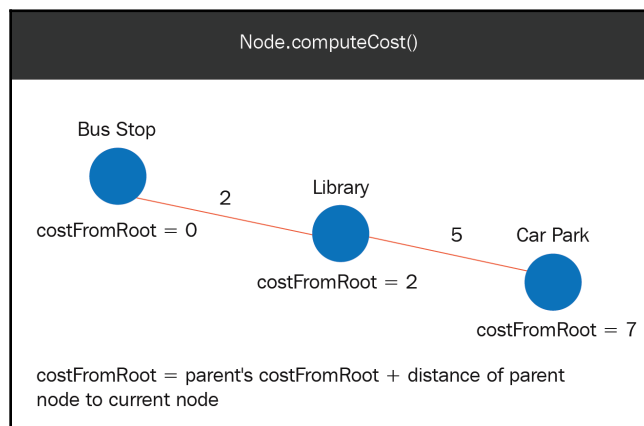 Node.computeCost()
Bus Stop
2
costFromRoot = 0
Library
5
costFromRoot = 2
Car Park
costFromRoot = 7
costFromRoot = parent's costFromRoot + distance of parent
node to current node